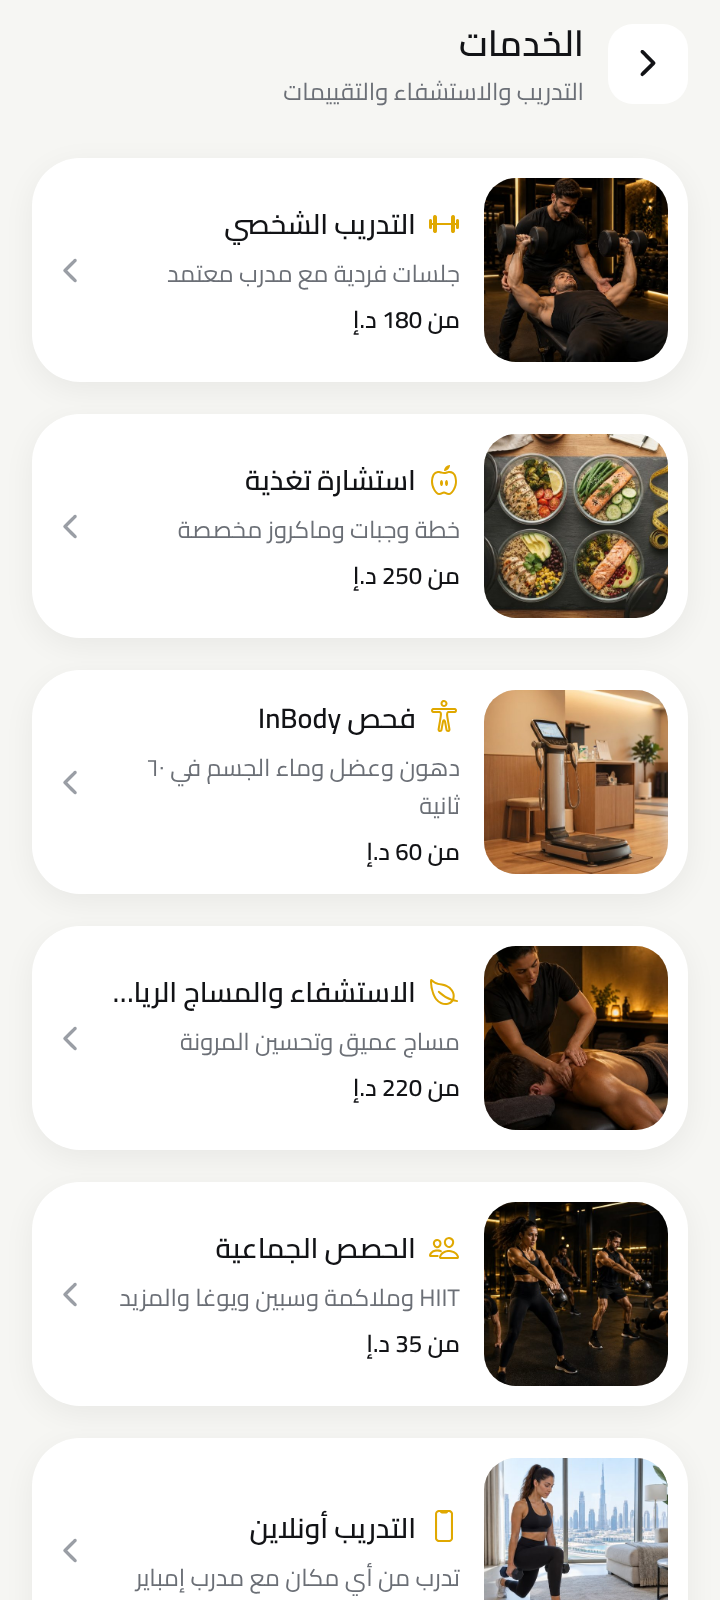 الخدمات
التدريب والاستشفاء والتقييمات
التدريب الشخصي
جلسات فردية مع مدرب معتمد
من 180 د.إ
استشارة تغذية
خطة وجبات وماكروز مخصصة
من 250 د.إ
فحص InBody
دهون وعضل وماء الجسم في ٦٠
ثانية
من 60 د.إ
الاستشفاء والمساج الريا...
مساج عميق وتحسين المرونة
من 220 د.إ
الحصص الجماعية
HIIT وملاكمة وسبين ويوغا والمزيد
من 35 د.إ
التدريب أونلاين
تدرب من أي مكان مع مدرب إمباير